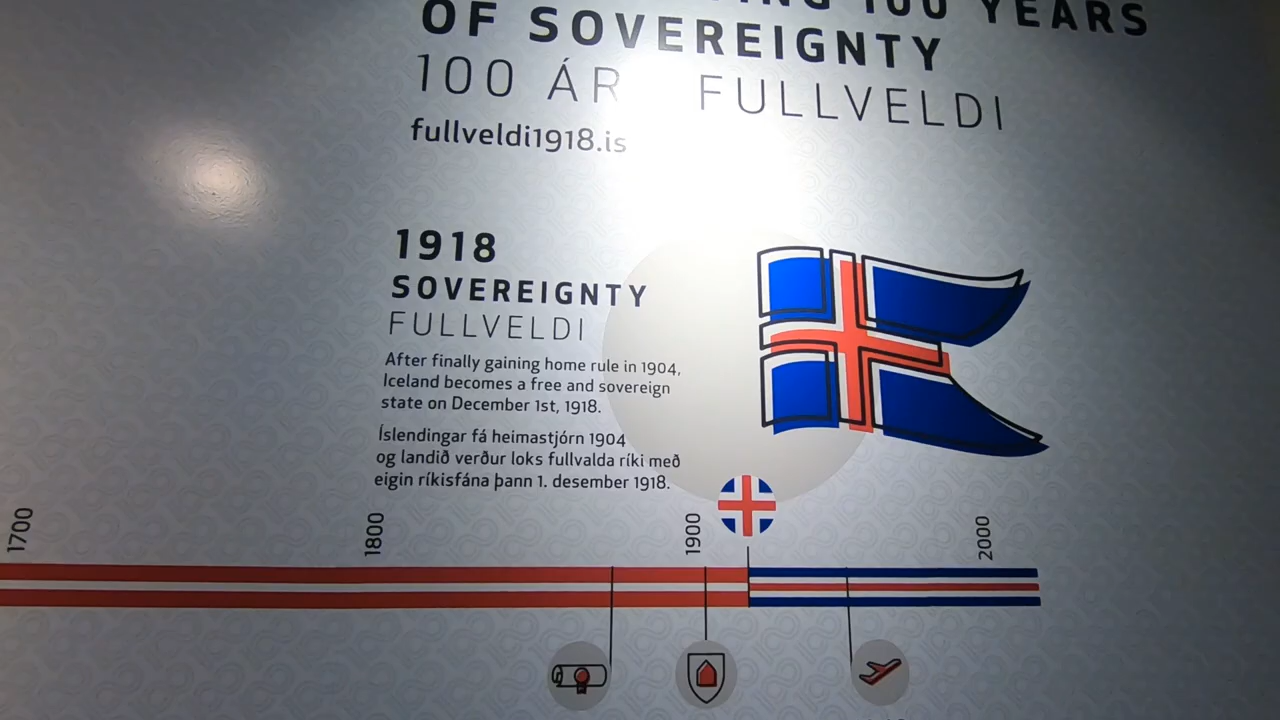 100 YEARS
OF SOVEREIGNTY
100 ÁR FULLVELDI
fullveldi1918.is
1918
SOVEREIGNTY
FULLVELDI
After finally gaining home rule in 1904,
Iceland becomes a free and sovereign
state on December 1st, 1918.
Íslendingar fá heimastjórn 1904
og landið verður loks fullvalda ríki með
eigin ríkisfána þann 1. desember 1918.
1700
1800
1900
2000